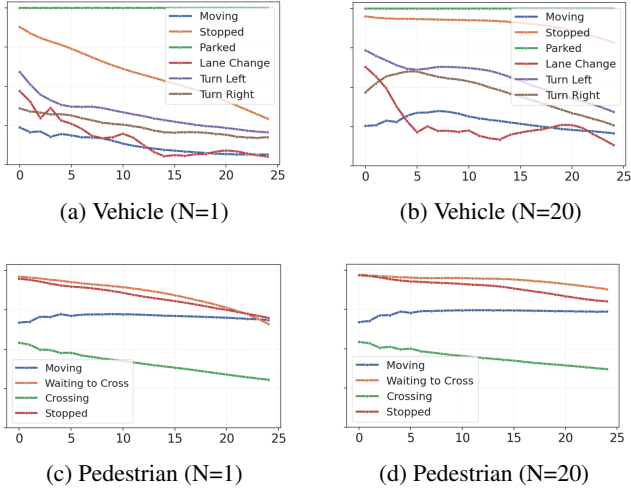 Moving
Stopped
Parked
Lane Change
Turn Left
Turn Right
0 5 10 15 20 25
(a) Vehicle (N=1)
Moving
Stopped
Parked
Lane Change
Turn Left
Turn Right
0 5 10 15 20 25
(b) Vehicle (N=20)
Moving
Waiting to Cross
Crossing
Stopped
0 5 10 15 20 25
(c) Pedestrian (N=1)
Moving
Waiting to Cross
Crossing
Stopped
0 5 10 15 20 25
(d) Pedestrian (N=20)